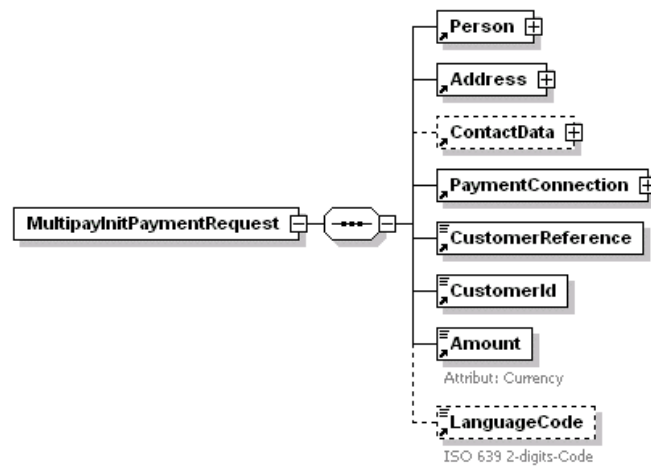 Person
Address
ContactData
PaymentConnection
MultipayInitPaymentRequest
CustomerReference
CustomerId
Amount
Attribut: Currency
LanguageCode
ISO 639 2-digits-Code